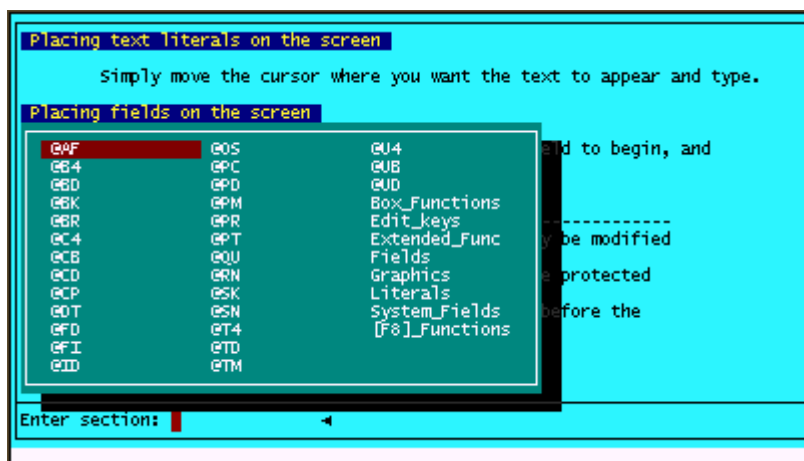 Placing text literals on the screen
Simply move the cursor where you want the text to appear and type.
Placing fields on the screen
@AF @OS @U4
@B4 @PC @UB
@BD @PD @UD
@BK @PM Box_Functions
@BR @PR Edit_keys
@C4 @PT Extended_Func
@CB @QU Fields
@CD @RN Graphics
@CP @SK Literals
@DT @SN System_Fields
@FD @T4 [F8]_Functions
@FI @TD
@ID @TM
eld to begin, and
--------------
y be modified
e protected
before the
Enter section: